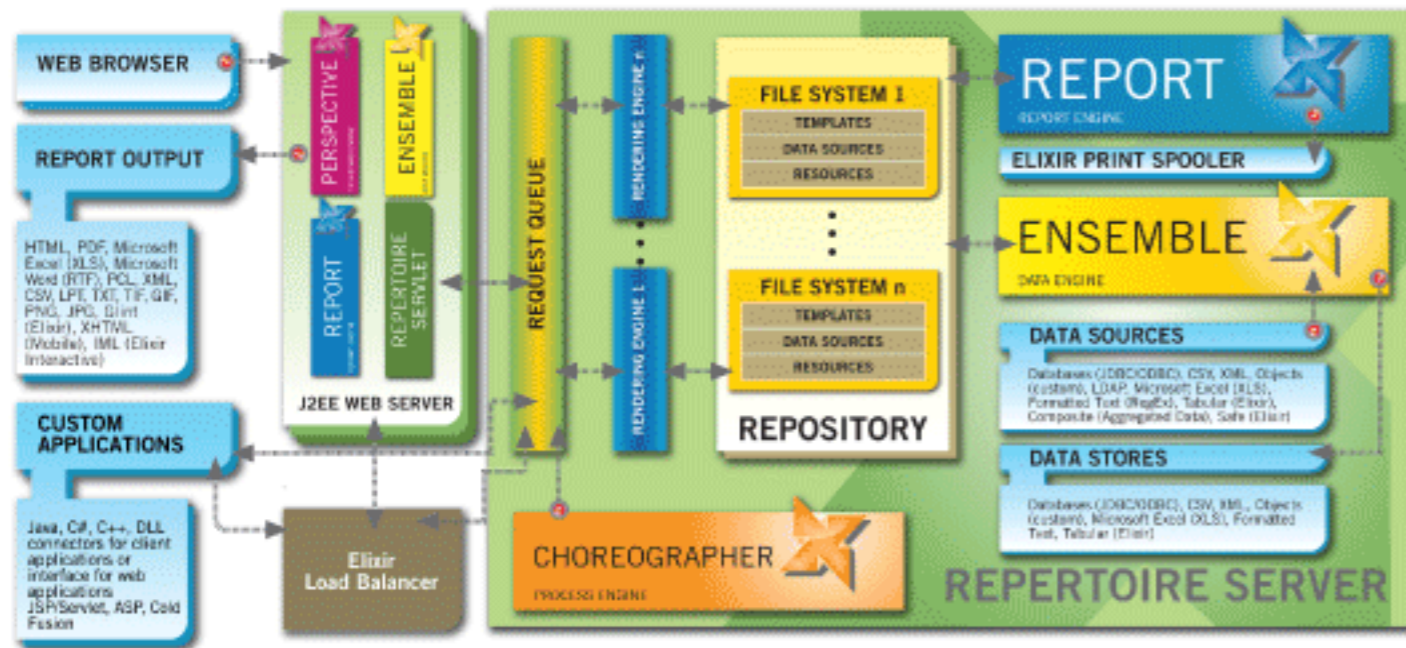 WEB BROWSER
REPORT OUTPUT
HTML, PDF, Microsoft
Excel (XLS), Microsoft
Word (RTF), PCL, XML,
CSV, LPT, TXT, TIF, GIF,
PNG, JPG, Glint
(Elixir), XHTML
(Mobile), IML (Elixir
Interactive)
CUSTOM
APPLICATIONS
Java, C#, C++, DLL
connectors for client
applications or
interface for web
applications
JSP/Servlet, ASP, Cold
Fusion
PERSPECTIVE
ENSEMBLE
REPORT
REPERTOIRE
SERVLET
J2EE WEB SERVER
Elixir
Load Balancer
REQUEST QUEUE
RENDERING ENGINE n
RENDERING ENGINE 1
FILE SYSTEM 1
TEMPLATES
DATA SOURCES
RESOURCES
FILE SYSTEM n
TEMPLATES
DATA SOURCES
RESOURCES
REPOSITORY
CHOREOGRAPHER
PROCESS ENGINE
REPORT
REPORT ENGINE
ELIXIR PRINT SPOOLER
ENSEMBLE
DATA ENGINE
DATA SOURCES
Databases (JDBC/ODBC), CSV, XML, Objects
(custom), LDAP, Microsoft Excel (XLS),
Formatted Text (RegEx), Tabular (Elixir),
Composite (Aggregated Data), Safe (Elixir)
DATA STORES
Databases (JDBC/ODBC), CSV, XML, Objects
(custom), Microsoft Excel (XLS), Formatted
Text, Tabular (Elixir)
REPERTOIRE SERVER